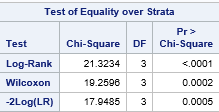 Test of Equality over Strata
Pr >
Test Chi-Square DF Chi-Square
Log-Rank 21.3234 3 <.0001
Wilcoxon 19.2596 3 0.0002
-2Log(LR) 17.9485 3 0.0005